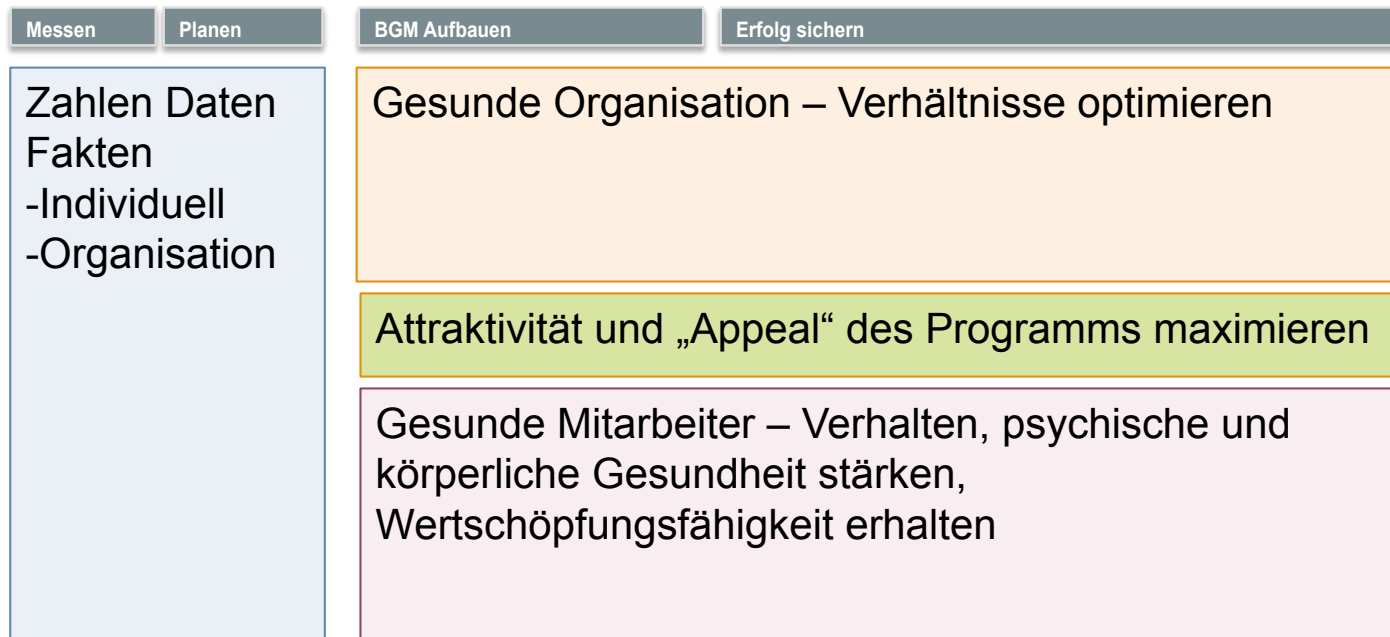 Messen
Planen
BGM Aufbauen
Erfolg sichern
Zahlen Daten
Fakten
-Individuell
-Organisation
Gesunde Organisation – Verhältnisse optimieren
Attraktivität und „Appeal“ des Programms maximieren
Gesunde Mitarbeiter – Verhalten, psychische und
körperliche Gesundheit stärken,
Wertschöpfungsfähigkeit erhalten